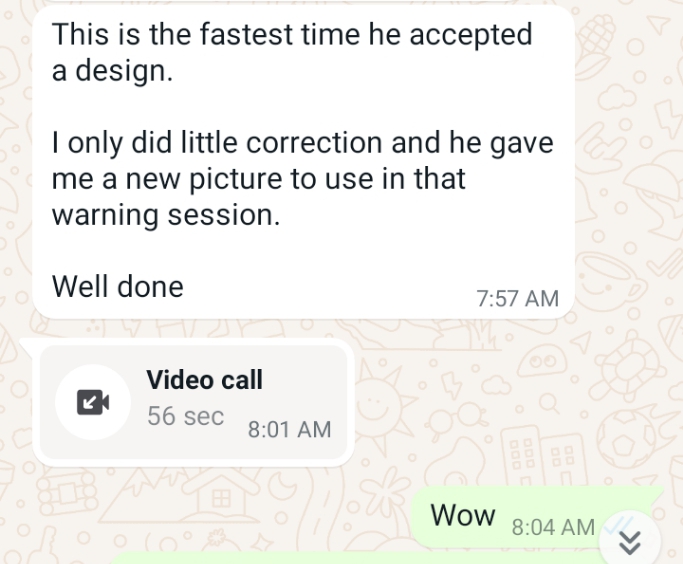 This is the fastest time he accepted
a design.
I only did little correction and he gave
me a new picture to use in that
warning session.
Well done
7:57 AM
Video call
56 sec
8:01 AM
Wow
8:04 AM